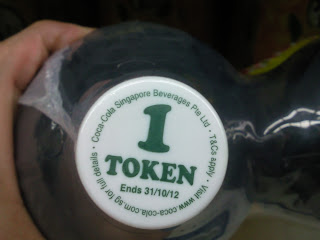 Coca-Cola Singapore Beverages Pte Ltd • T&Cs apply • Visit www.coca-cola.com.sg for full details •
1
TOKEN
Ends 31/10/12